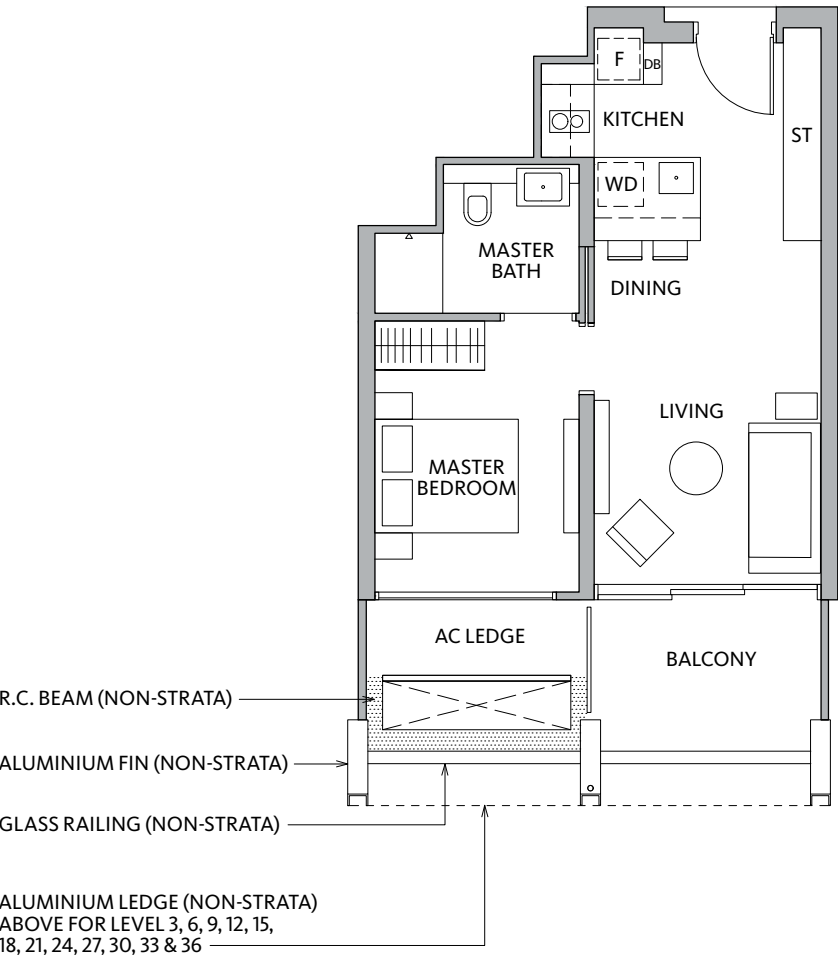 F
DB
KITCHEN
ST
WD
MASTER
BATH
DINING
LIVING
MASTER
BEDROOM
AC LEDGE
BALCONY
R.C. BEAM (NON-STRATA)
ALUMINIUM FIN (NON-STRATA)
GLASS RAILING (NON-STRATA)
ALUMINIUM LEDGE (NON-STRATA)
ABOVE FOR LEVEL 3, 6, 9, 12, 15,
18, 21, 24, 27, 30, 33 & 36